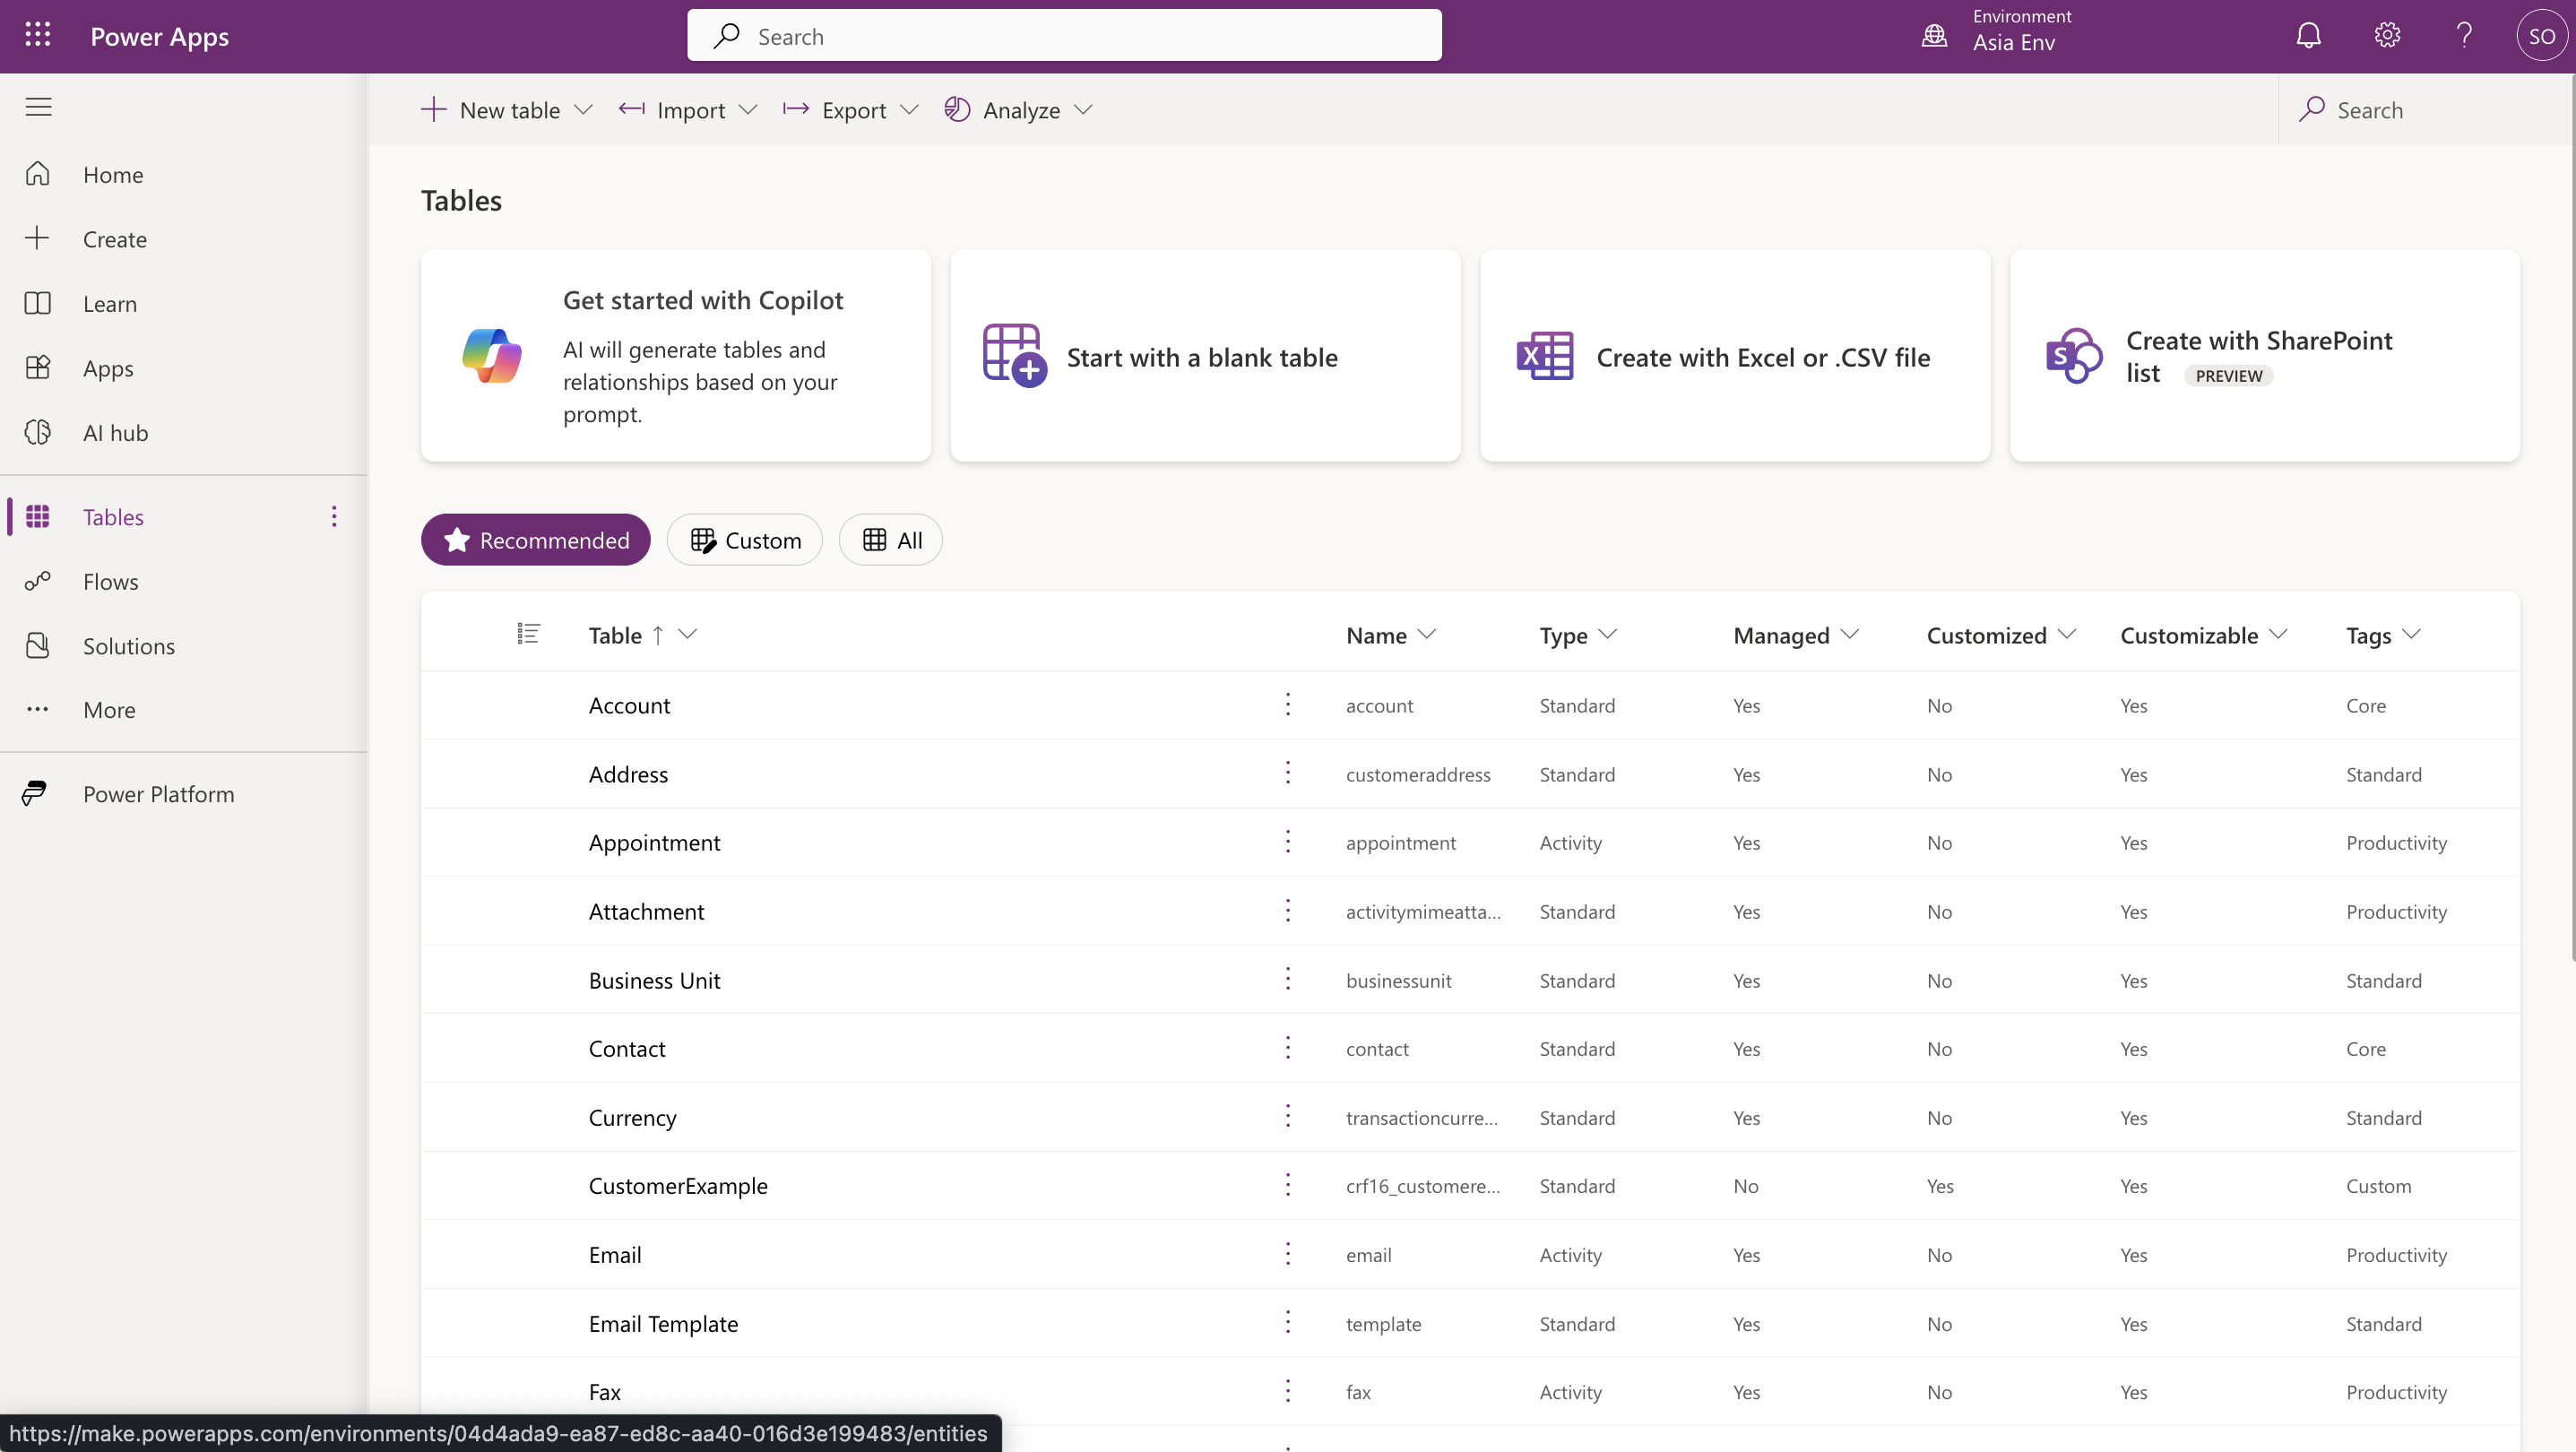 Power Apps
Search
Environment
Asia Env
SO
New table
Import
Export
Analyze
Search
Home
Create
Learn
Apps
AI hub
Tables
Flows
Solutions
More
Power Platform
Tables
Get started with Copilot
AI will generate tables and
relationships based on your
prompt.
Start with a blank table
Create with Excel or .CSV file
Create with SharePoint
list PREVIEW
Recommended Custom All
Table Name Type Managed Customized Customizable Tags
Account account Standard Yes No Yes Core
Address customeraddress Standard Yes No Yes Standard
Appointment appointment Activity Yes No Yes Productivity
Attachment activitymimeatta... Standard Yes No Yes Productivity
Business Unit businessunit Standard Yes No Yes Standard
Contact contact Standard Yes No Yes Core
Currency transactioncurre... Standard Yes No Yes Standard
CustomerExample crf16_customere... Standard No Yes Yes Custom
Email email Activity Yes No Yes Productivity
Email Template template Standard Yes No Yes Standard
Fax fax Activity Yes No Yes Productivity
https://make.powerapps.com/environments/04d4ada9-ea87-ed8c-aa40-016d3e199483/entities